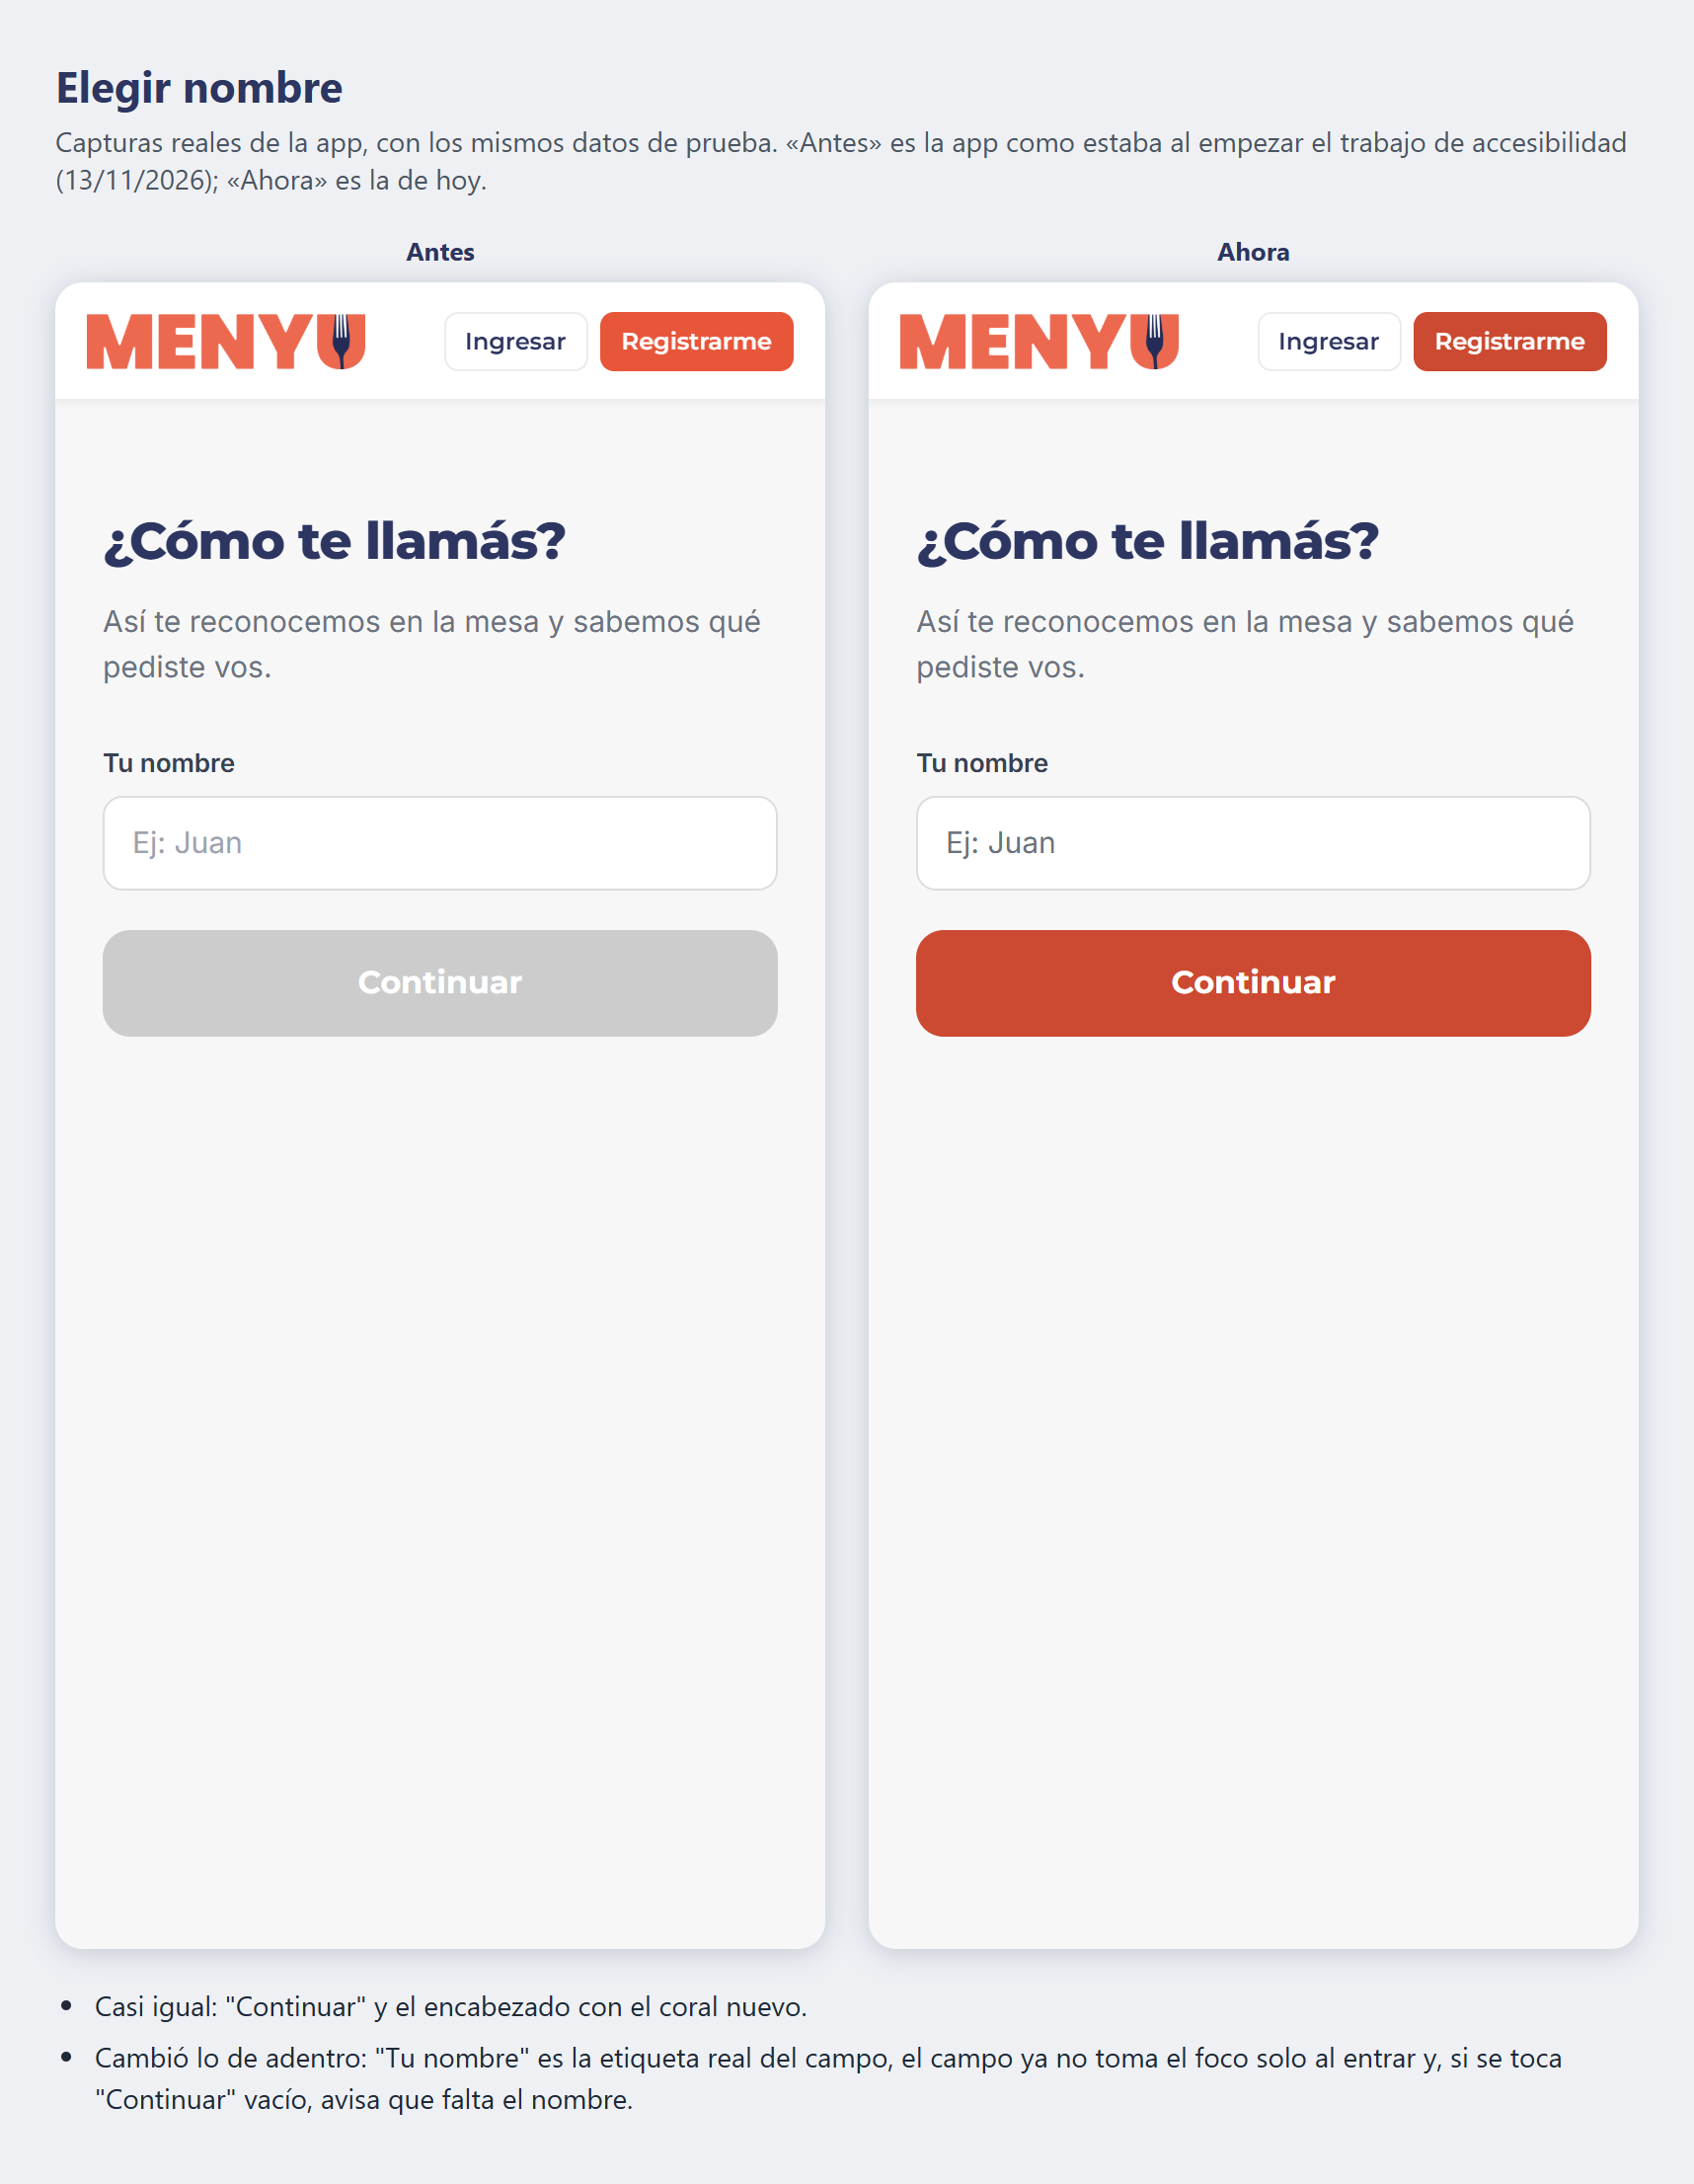 Elegir nombre
Capturas reales de la app, con los mismos datos de prueba. «Antes» es la app como estaba al empezar el trabajo de accesibilidad
(13/11/2026); «Ahora» es la de hoy.
Antes
MENYU
Ingresar
Registrarme
¿Cómo te llamás?
Así te reconocemos en la mesa y sabemos qué
pediste vos.
Tu nombre
Ej: Juan
Continuar
Ahora
MENYU
Ingresar
Registrarme
¿Cómo te llamás?
Así te reconocemos en la mesa y sabemos qué
pediste vos.
Tu nombre
Ej: Juan
Continuar
• Casi igual: "Continuar" y el encabezado con el coral nuevo.
• Cambió lo de adentro: "Tu nombre" es la etiqueta real del campo, el campo ya no toma el foco solo al entrar y, si se toca
"Continuar" vacío, avisa que falta el nombre.